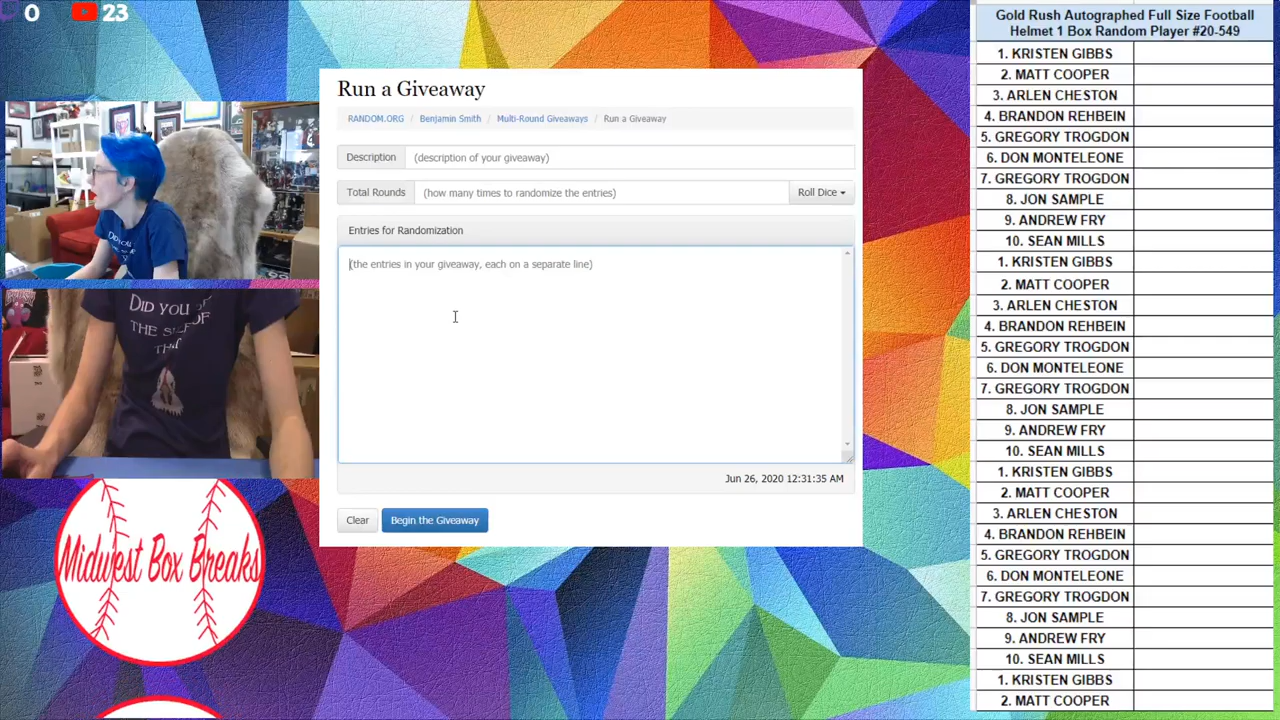 0
23
DID YOU
THE SIZE OF
THAT
Midwest Box Breaks
Run a Giveaway
RANDOM.ORG / Benjamin Smith / Multi-Round Giveaways / Run a Giveaway
Description (description of your giveaway)
Total Rounds (how many times to randomize the entries) Roll Dice
Entries for Randomization
(the entries in your giveaway, each on a separate line)
Jun 26, 2020 12:31:35 AM
Clear Begin the Giveaway
Gold Rush Autographed Full Size Football
Helmet 1 Box Random Player #20-549
1. KRISTEN GIBBS
2. MATT COOPER
3. ARLEN CHESTON
4. BRANDON REHBEIN
5. GREGORY TROGDON
6. DON MONTELEONE
7. GREGORY TROGDON
8. JON SAMPLE
9. ANDREW FRY
10. SEAN MILLS
1. KRISTEN GIBBS
2. MATT COOPER
3. ARLEN CHESTON
4. BRANDON REHBEIN
5. GREGORY TROGDON
6. DON MONTELEONE
7. GREGORY TROGDON
8. JON SAMPLE
9. ANDREW FRY
10. SEAN MILLS
1. KRISTEN GIBBS
2. MATT COOPER
3. ARLEN CHESTON
4. BRANDON REHBEIN
5. GREGORY TROGDON
6. DON MONTELEONE
7. GREGORY TROGDON
8. JON SAMPLE
9. ANDREW FRY
10. SEAN MILLS
1. KRISTEN GIBBS
2. MATT COOPER